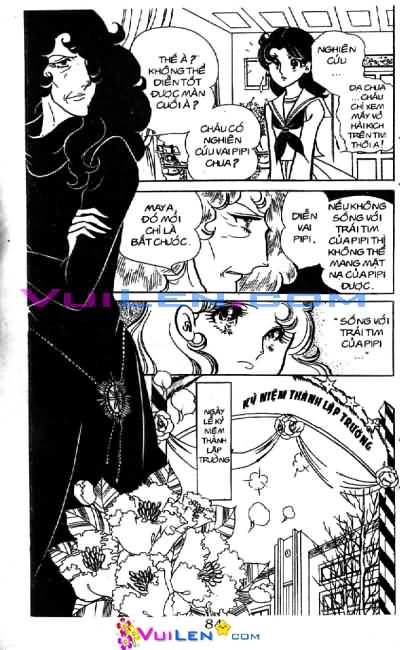 THẾ À?
KHÔNG THỂ
DIỄN TỐT
ĐƯỢC MÀN
CUỐI À?
NGHIÊN
CỨU
...
DA CHƯA
... CHÁU
CHỈ XEM
MẤY VỞ
HÀI KỊCH
TRÊN TIM
THÔI Ạ!
CHÁU CÓ
NGHIÊN
CỨU VAI PIPI
CHƯA?
MAYA,
ĐÓ MỚI
CHỈ LÀ
BẮT CHƯỚC.
DIỄN
VAI
PIPI.
NẾU KHÔNG
SỐNG VỚI
TRÁI TIM
CỦA PIPI THÌ
KHÔNG THỂ
MANG MẶT
NẠ CỦA PIPI
ĐƯỢC.
VUILEN.COM
"SỐNG VỚI
TRÁI TIM
CỦA PIPI"
...
NGÀY
LỄ KỶ
NIỆM
THÀNH
LẬP
TRƯỜNG
KỶ NIỆM THÀNH LẬP TRƯỜNG
84
VUILEN
.COM